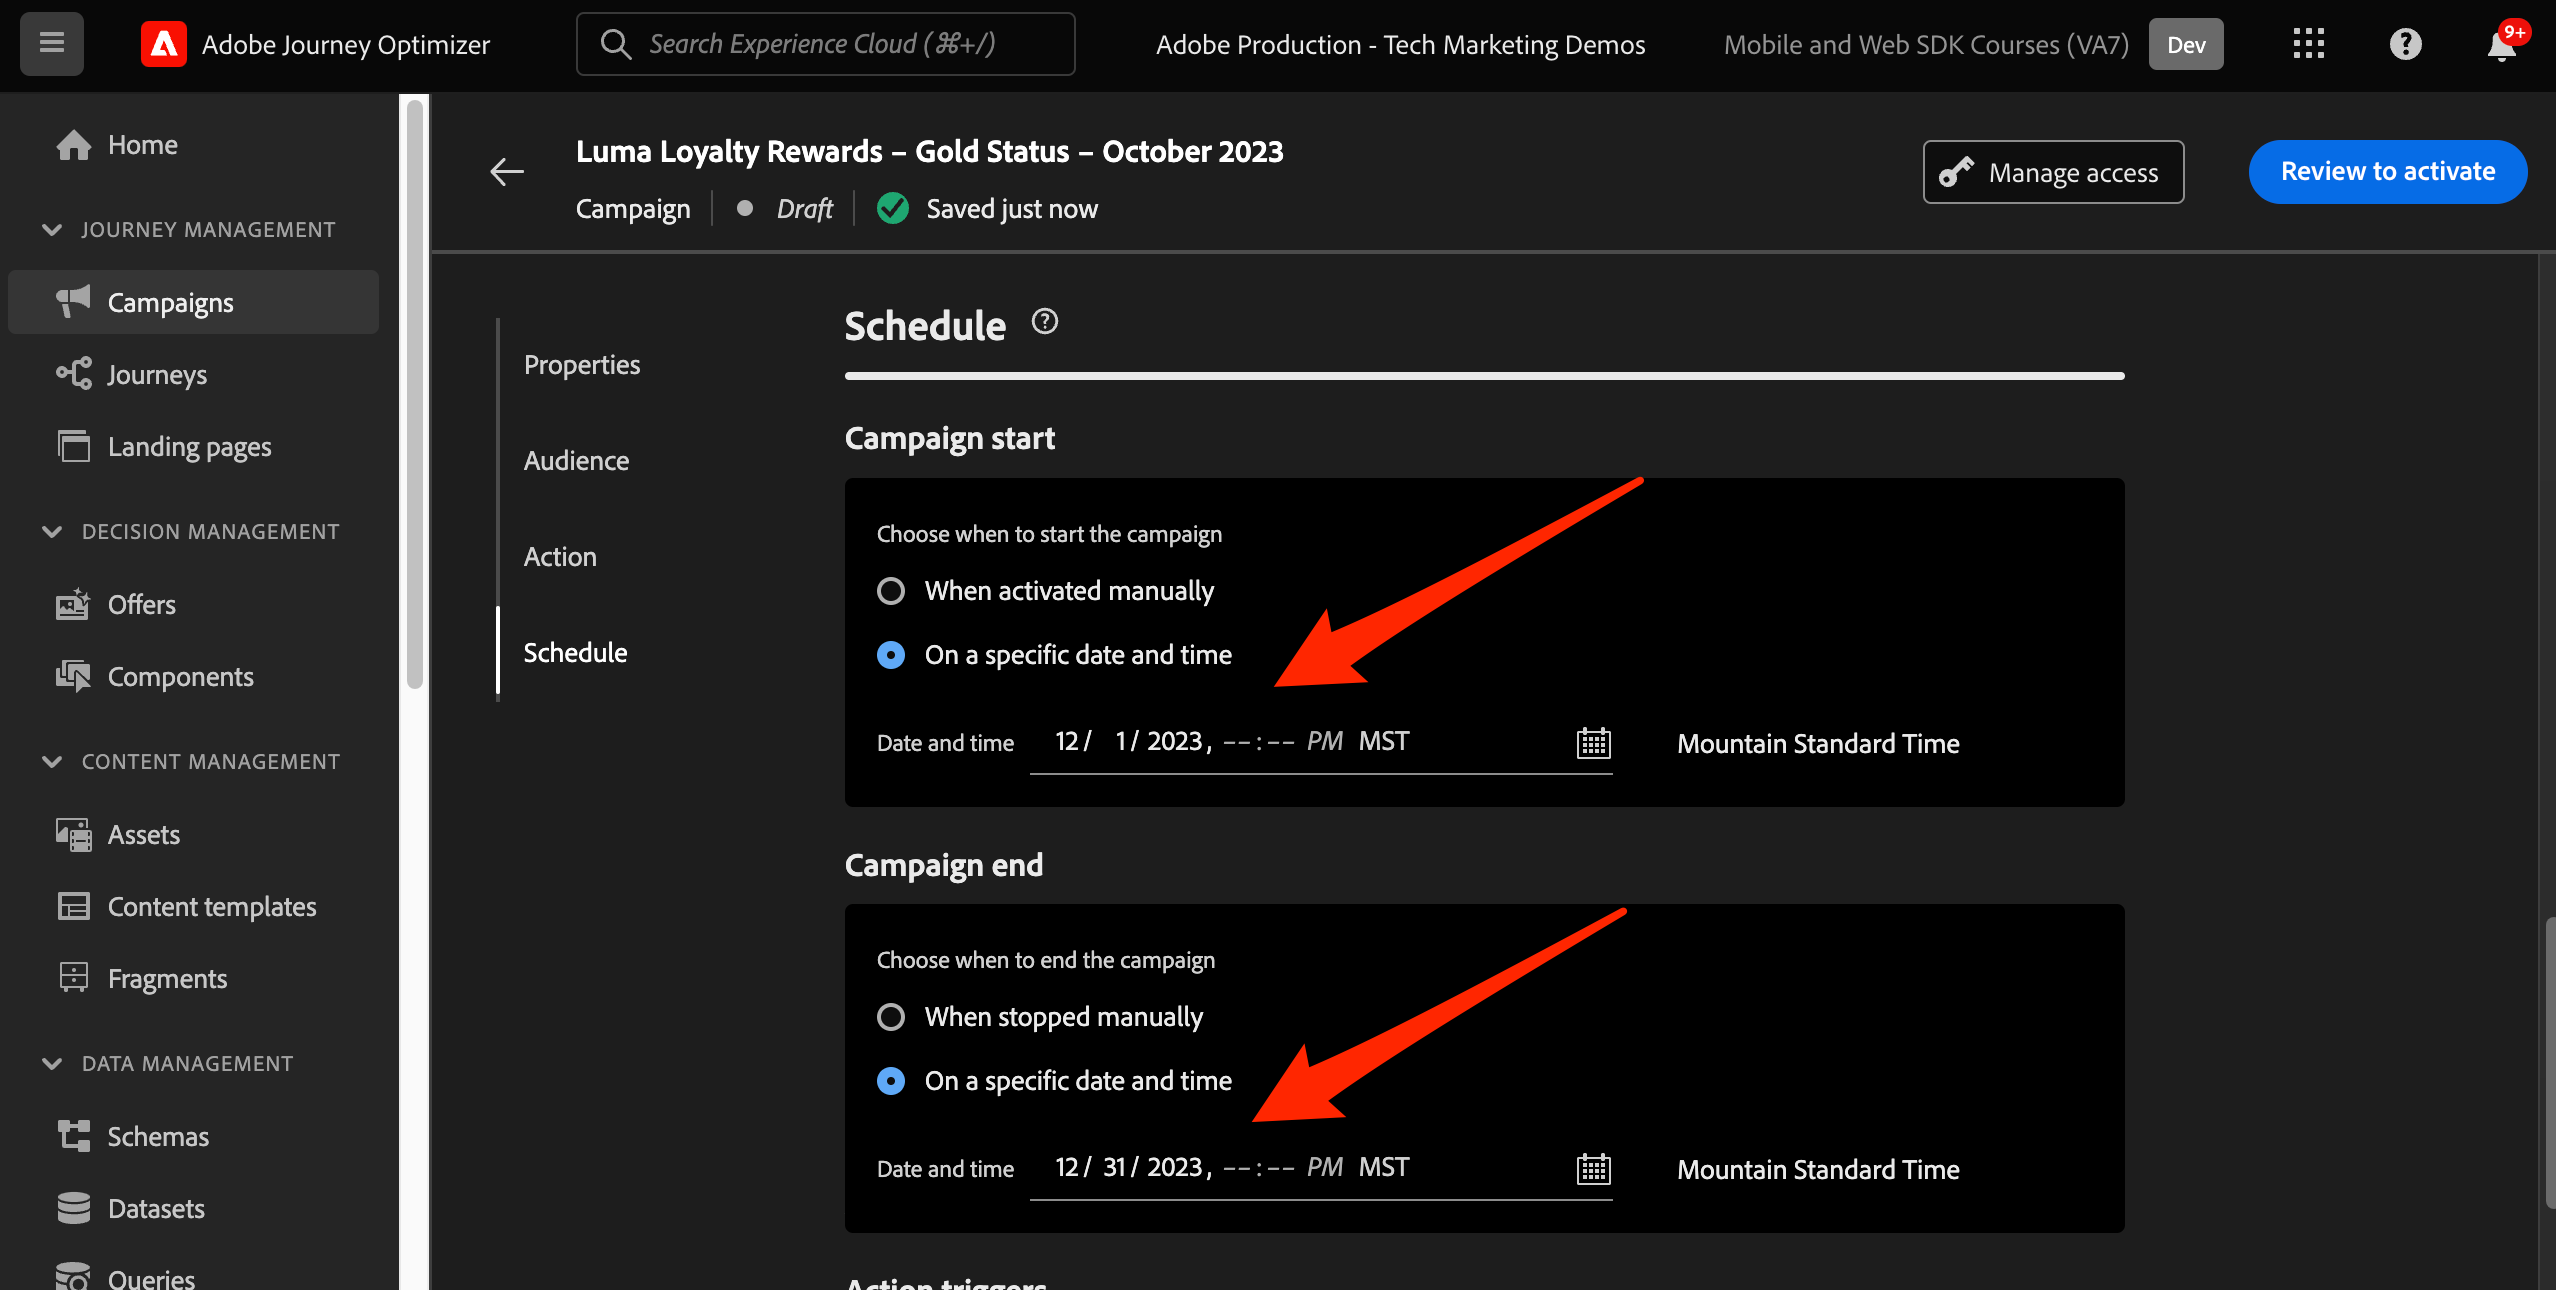 Adobe Journey Optimizer
Search Experience Cloud (⌘+/)
Adobe Production - Tech Marketing Demos
Mobile and Web SDK Courses (VA7)
Dev
9+
Home
JOURNEY MANAGEMENT
Campaigns
Journeys
Landing pages
DECISION MANAGEMENT
Offers
Components
CONTENT MANAGEMENT
Assets
Content templates
Fragments
DATA MANAGEMENT
Schemas
Datasets
Queries
Luma Loyalty Rewards – Gold Status – October 2023
Campaign
Draft
Saved just now
Manage access
Review to activate
Properties
Audience
Action
Schedule
Schedule
Campaign start
Choose when to start the campaign
When activated manually
On a specific date and time
Date and time 12/ 1/ 2023, --:-- PM MST Mountain Standard Time
Campaign end
Choose when to end the campaign
When stopped manually
On a specific date and time
Date and time 12/ 31/ 2023, --:-- PM MST Mountain Standard Time
Action triggers